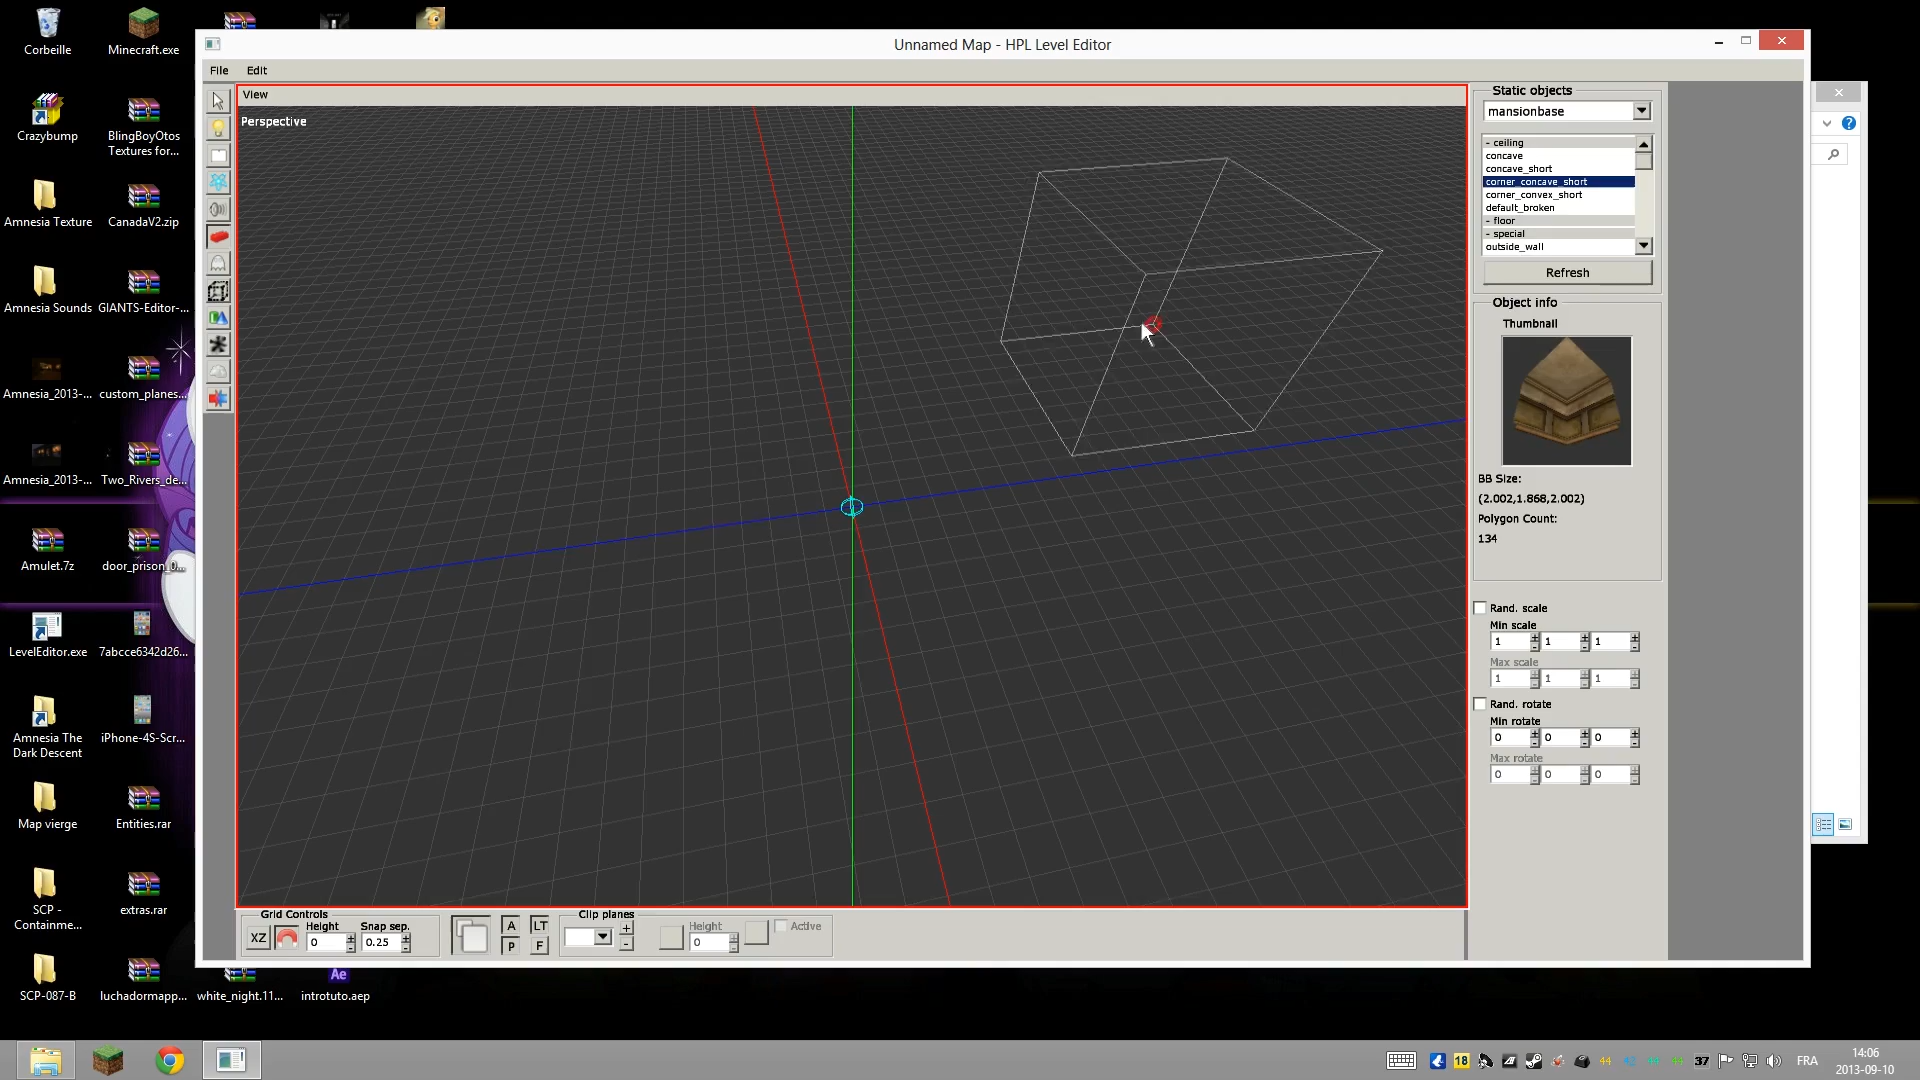 Corbeille
Minecraft.exe
Crazybump
BlingBoyOtos
Textures for...
Amnesia Texture
CanadaV2.zip
Amnesia Sounds
GIANTS-Editor-...
Amnesia_2013-...
custom_planes...
Amnesia_2013-...
Two_Rivers_de...
Amulet.7z
door_prison_0...
LevelEditor.exe
7abcce6342d26...
Amnesia The
Dark Descent
iPhone-4S-Scr...
Map vierge
Entities.rar
SCP -
Containme...
extras.rar
SCP-087-B
luchadormapp...
white_night.11...
Ae
introtuto.aep
Unnamed Map - HPL Level Editor
File
Edit
View
Perspective
Static objects
mansionbase
- ceiling
concave
concave_short
corner_concave_short
corner_convex_short
default_broken
- floor
- special
outside_wall
Refresh
Object info
Thumbnail
BB Size:
(2.002,1.868,2.002)
Polygon Count:
134
Rand. scale
Min scale
1 1 1
Max scale
1 1 1
Rand. rotate
Min rotate
0 0 0
Max rotate
0 0 0
Grid Controls
XZ
Height
0
Snap sep.
0.25
A
P
LT
F
Clip planes
+
-
Height
0
Active
18
44
37
FRA
14:06
2013-09-10